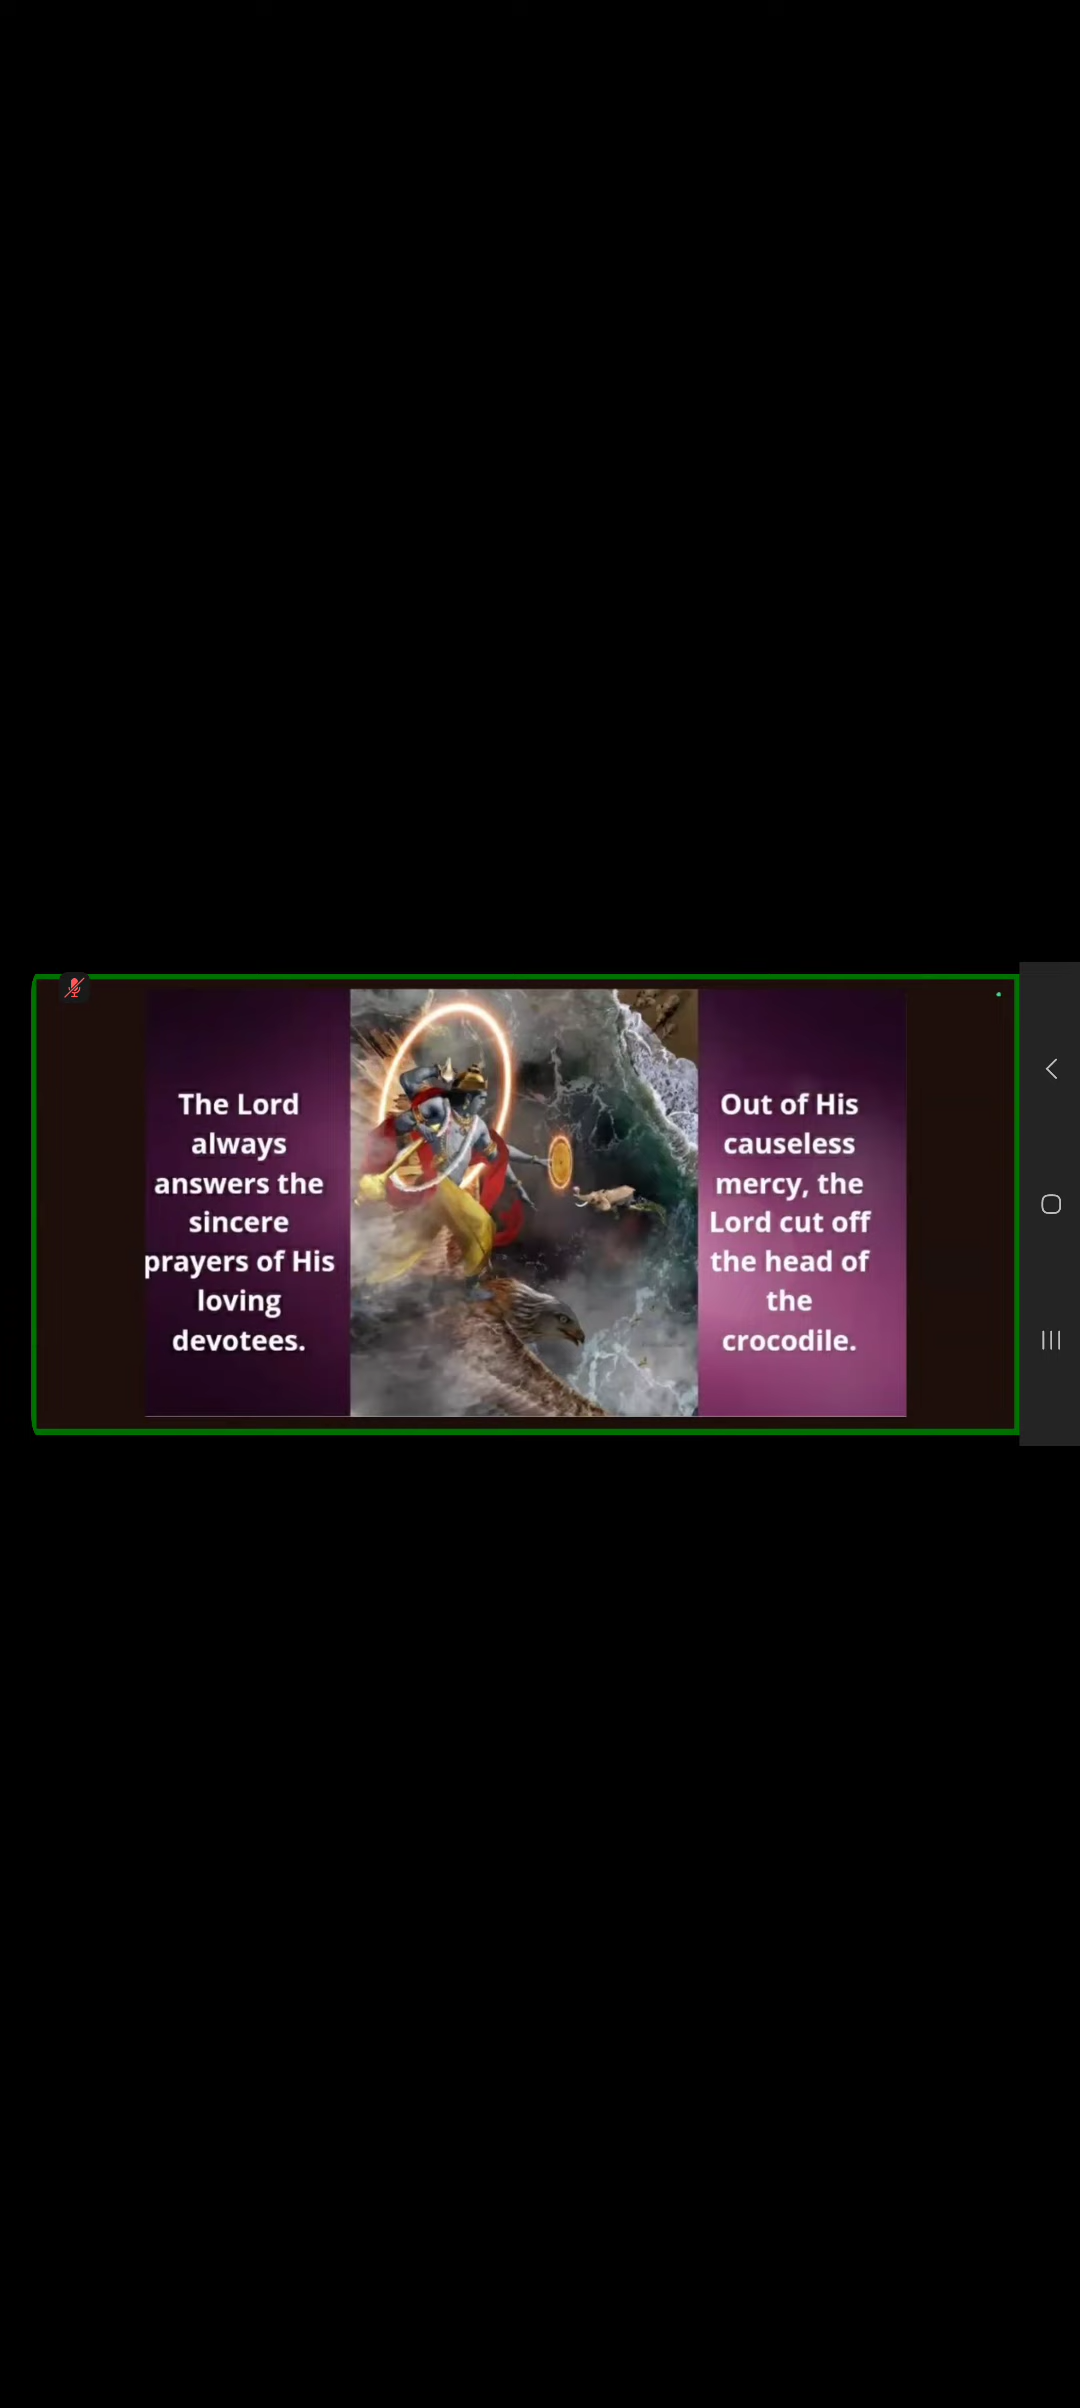 The Lord
always
answers the
sincere
prayers of His
loving
devotees.
Out of His
causeless
mercy, the
Lord cut off
the head of
the
crocodile.